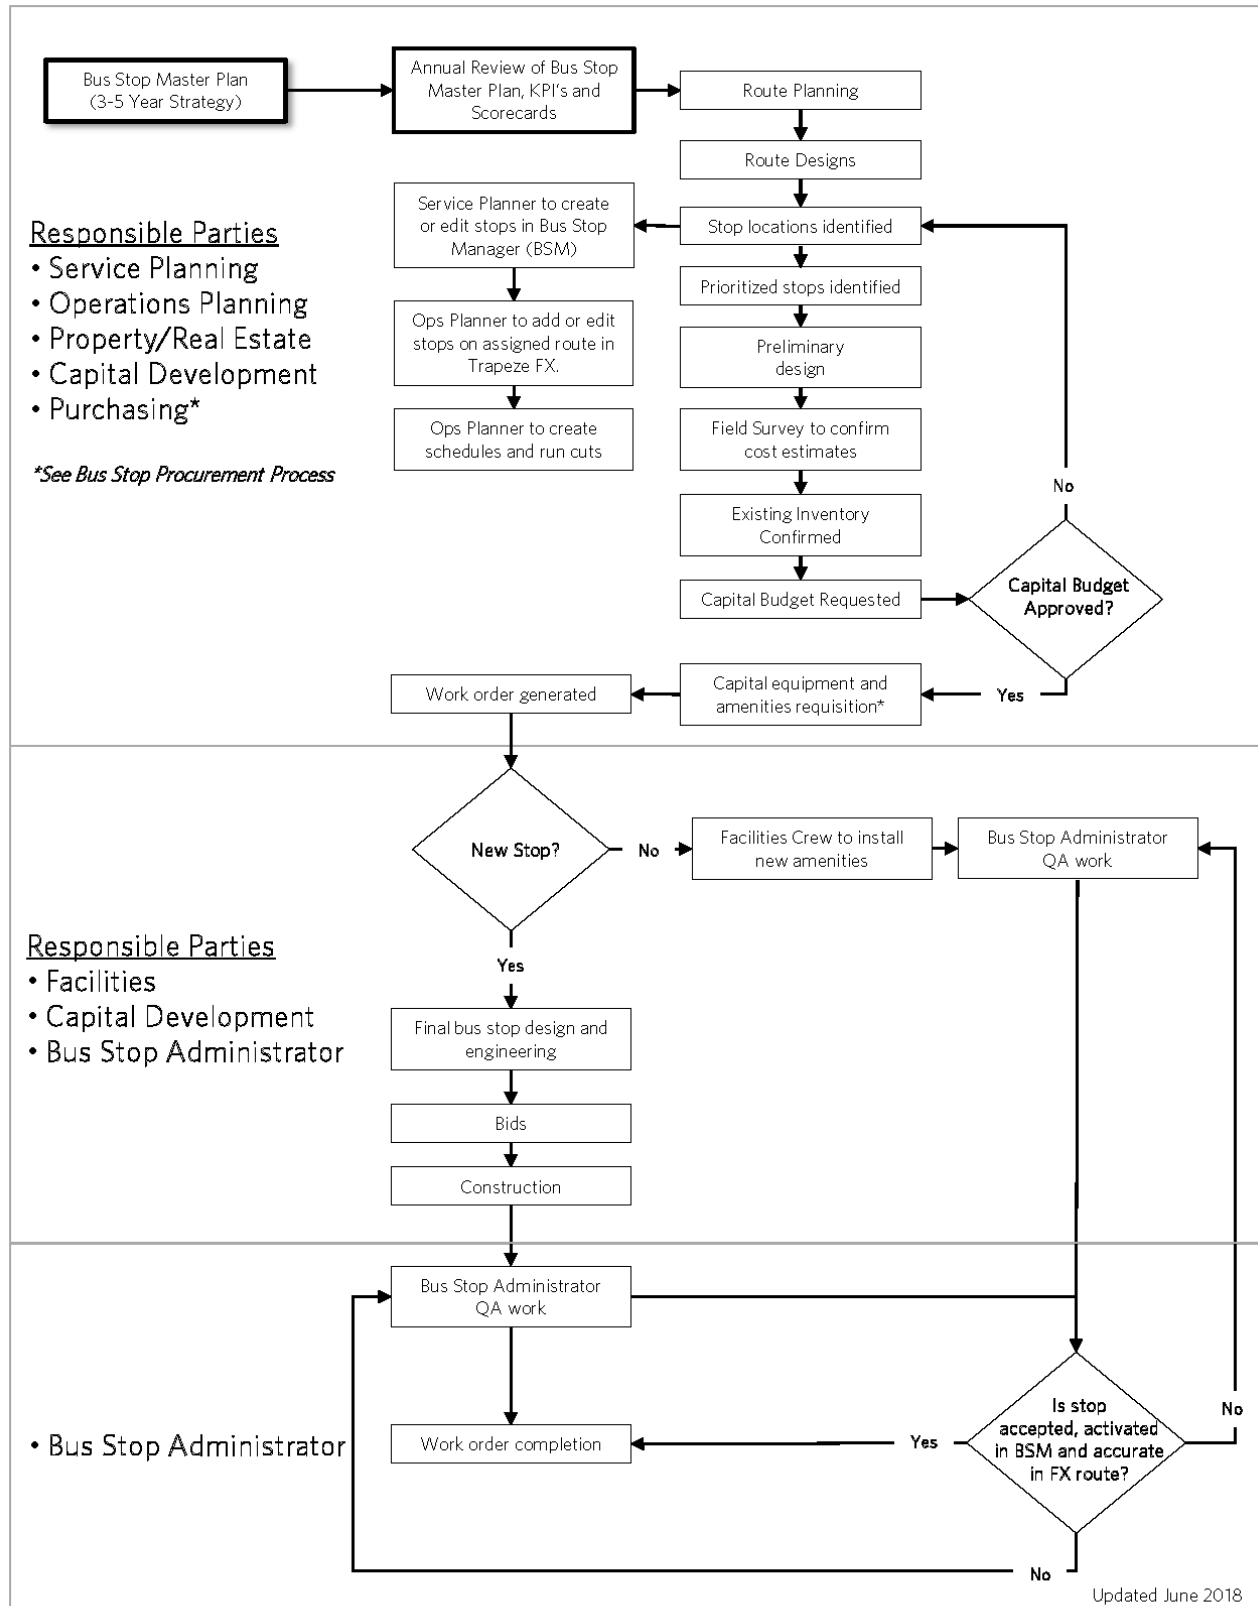 Bus Stop Master Plan
(3-5 Year Strategy)
Annual Review of Bus Stop
Master Plan, KPI's and
Scorecards
Route Planning
Route Designs
Service Planner to create
or edit stops in Bus Stop
Manager (BSM)
Stop locations identified
Responsible Parties
• Service Planning
• Operations Planning
• Property/Real Estate
• Capital Development
• Purchasing*
*See Bus Stop Procurement Process
Prioritized stops identified
Ops Planner to add or edit
stops on assigned route in
Trapeze FX.
Preliminary
design
Ops Planner to create
schedules and run cuts
Field Survey to confirm
cost estimates
No
Existing Inventory
Confirmed
Capital Budget Requested
Capital Budget
Approved?
Yes
Capital equipment and
amenities requisition*
Work order generated
New Stop?
No
Facilities Crew to install
new amenities
Bus Stop Administrator
QA work
Yes
Responsible Parties
• Facilities
• Capital Development
• Bus Stop Administrator
Final bus stop design and
engineering
Bids
Construction
Bus Stop Administrator
QA work
• Bus Stop Administrator
Work order completion
Yes
Is stop
accepted, activated
in BSM and accurate
in FX route?
No
No
Updated June 2018